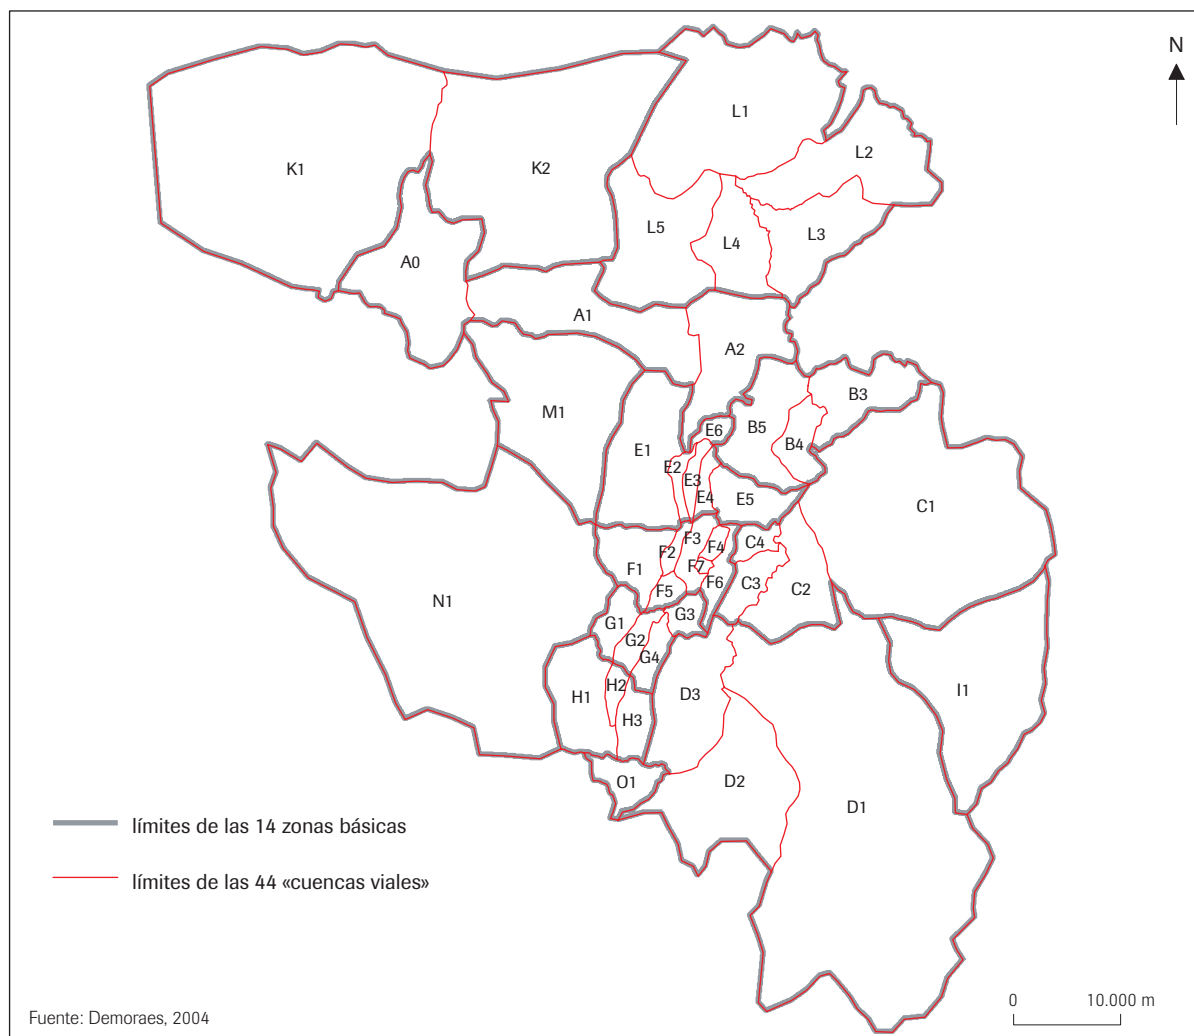 N
L1
L2
K1
K2
L5
L4
L3
A0
A1
A2
B3
M1
E6
B5
B4
E1
E2
E3
E4
E5
C1
F3
F2
F4
C4
F1
F7
F5
F6
C3
C2
N1
G1
G3
G2
G4
I1
H1
H2
D3
H3
O1
D2
D1
límites de las 14 zonas básicas
límites de las 44 «cuencas viales»
0 10.000 m
Fuente: Demoraes, 2004